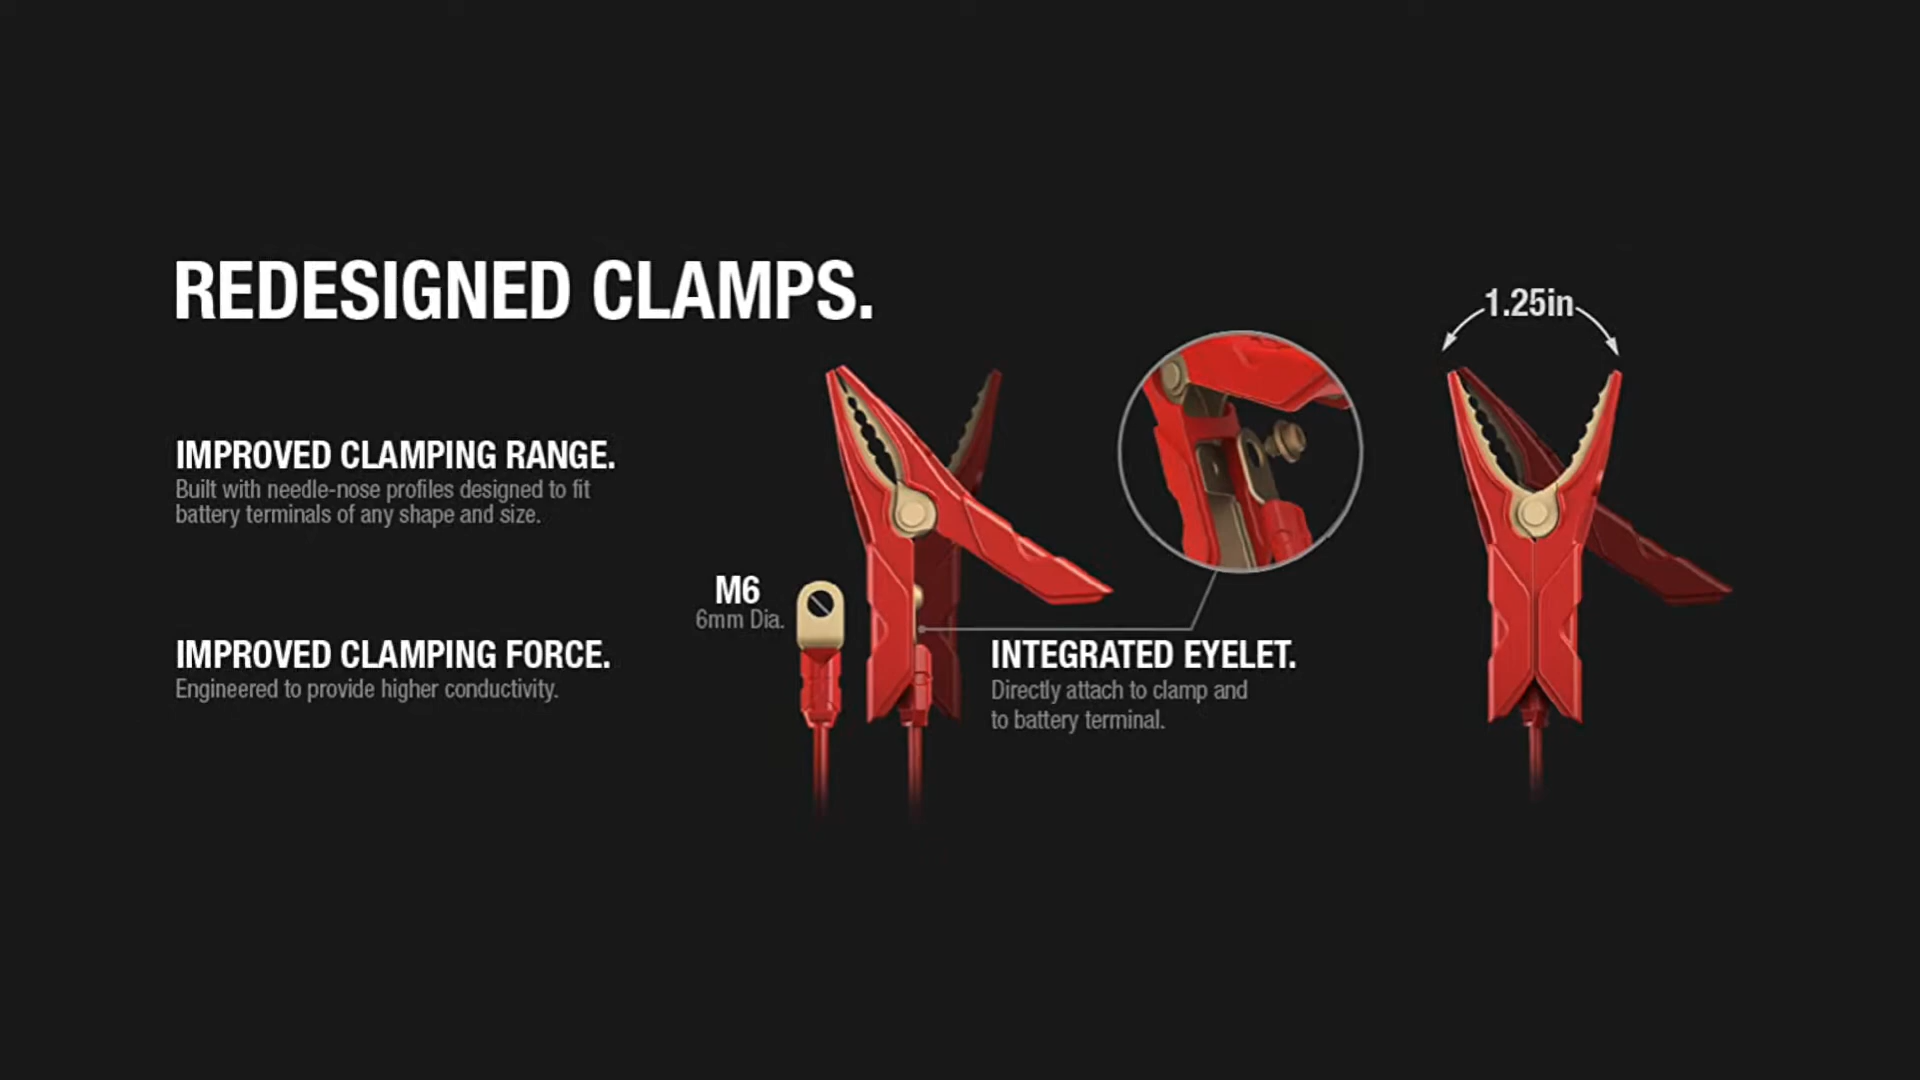 REDESIGNED CLAMPS.
1.25in
IMPROVED CLAMPING RANGE.
Built with needle-nose profiles designed to fit
battery terminals of any shape and size.
M6
6mm Dia.
IMPROVED CLAMPING FORCE.
Engineered to provide higher conductivity.
INTEGRATED EYELET.
Directly attach to clamp and
to battery terminal.